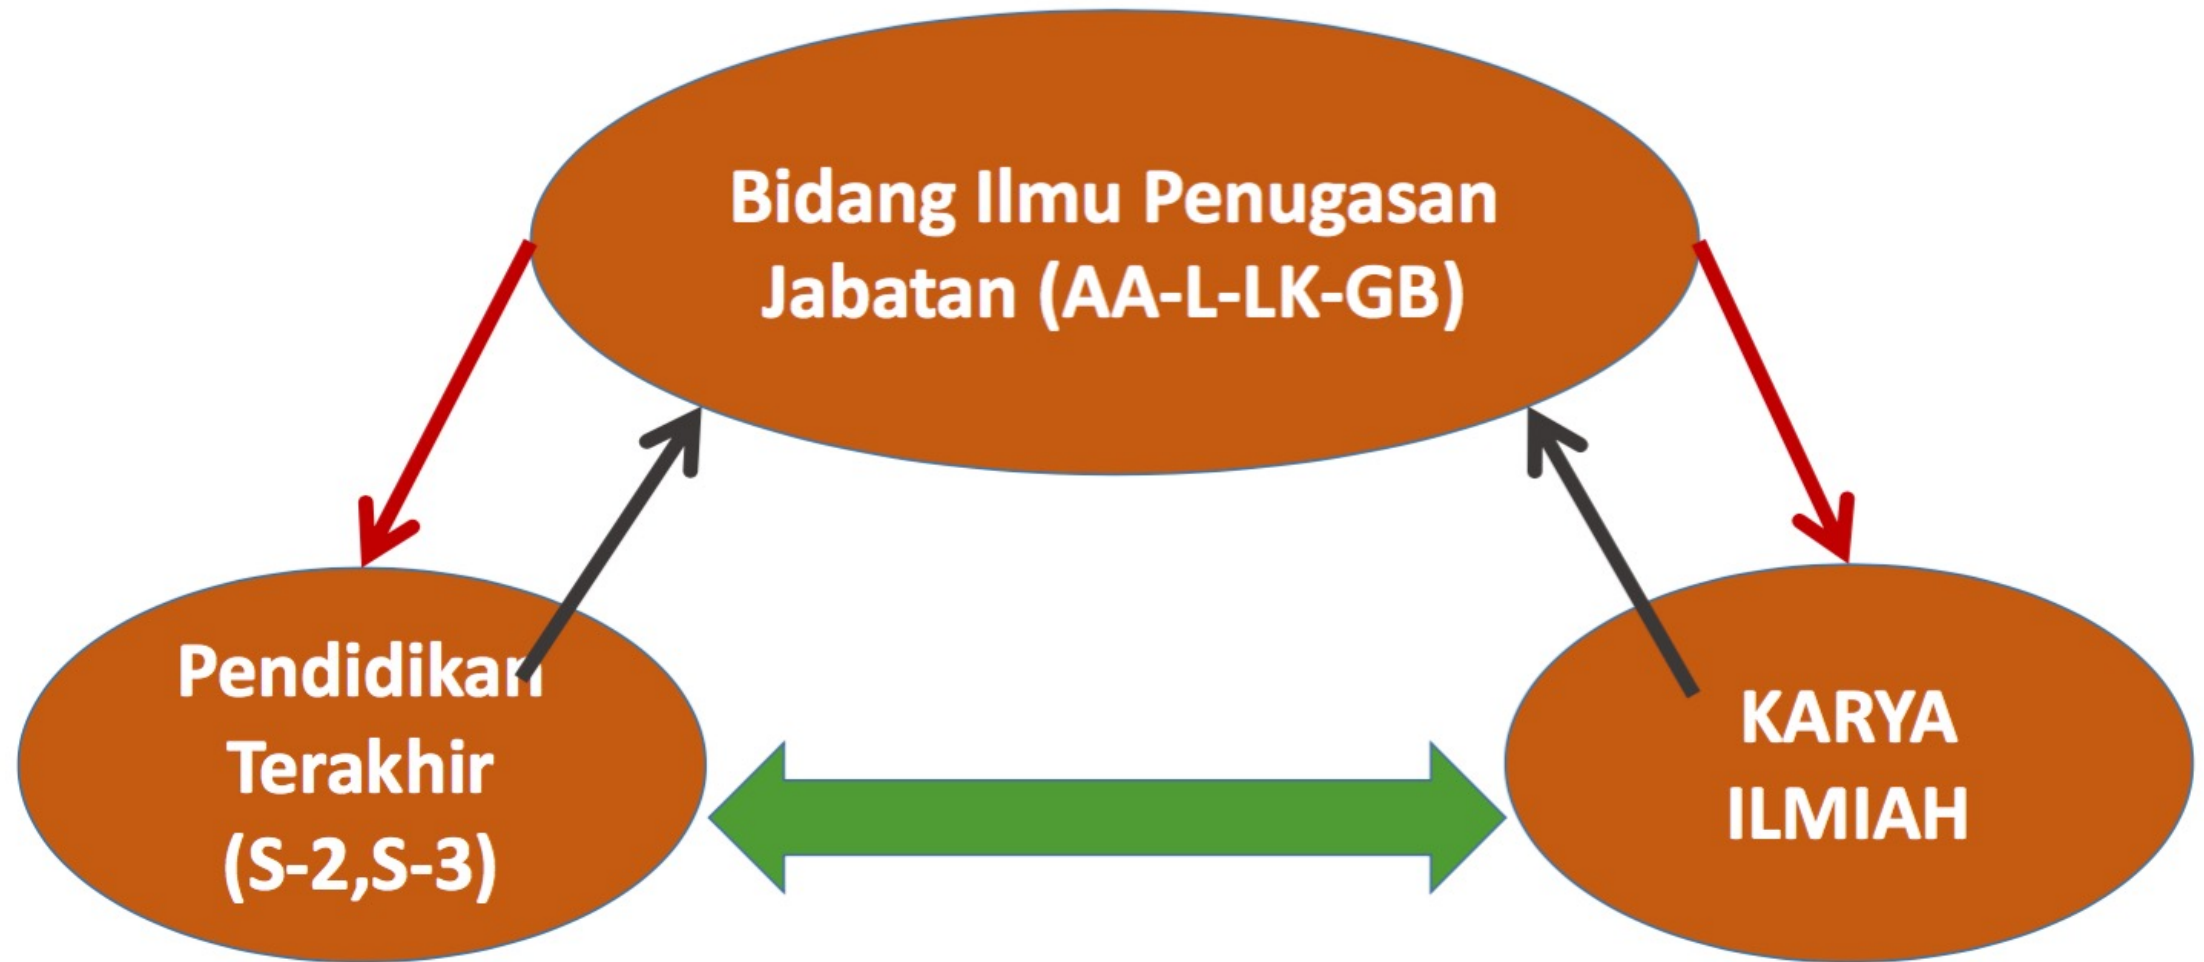 Bidang Ilmu Penugasan
Jabatan (AA-L-LK-GB)
Pendidikan
Terakhir
(S-2,S-3)
KARYA
ILMIAH